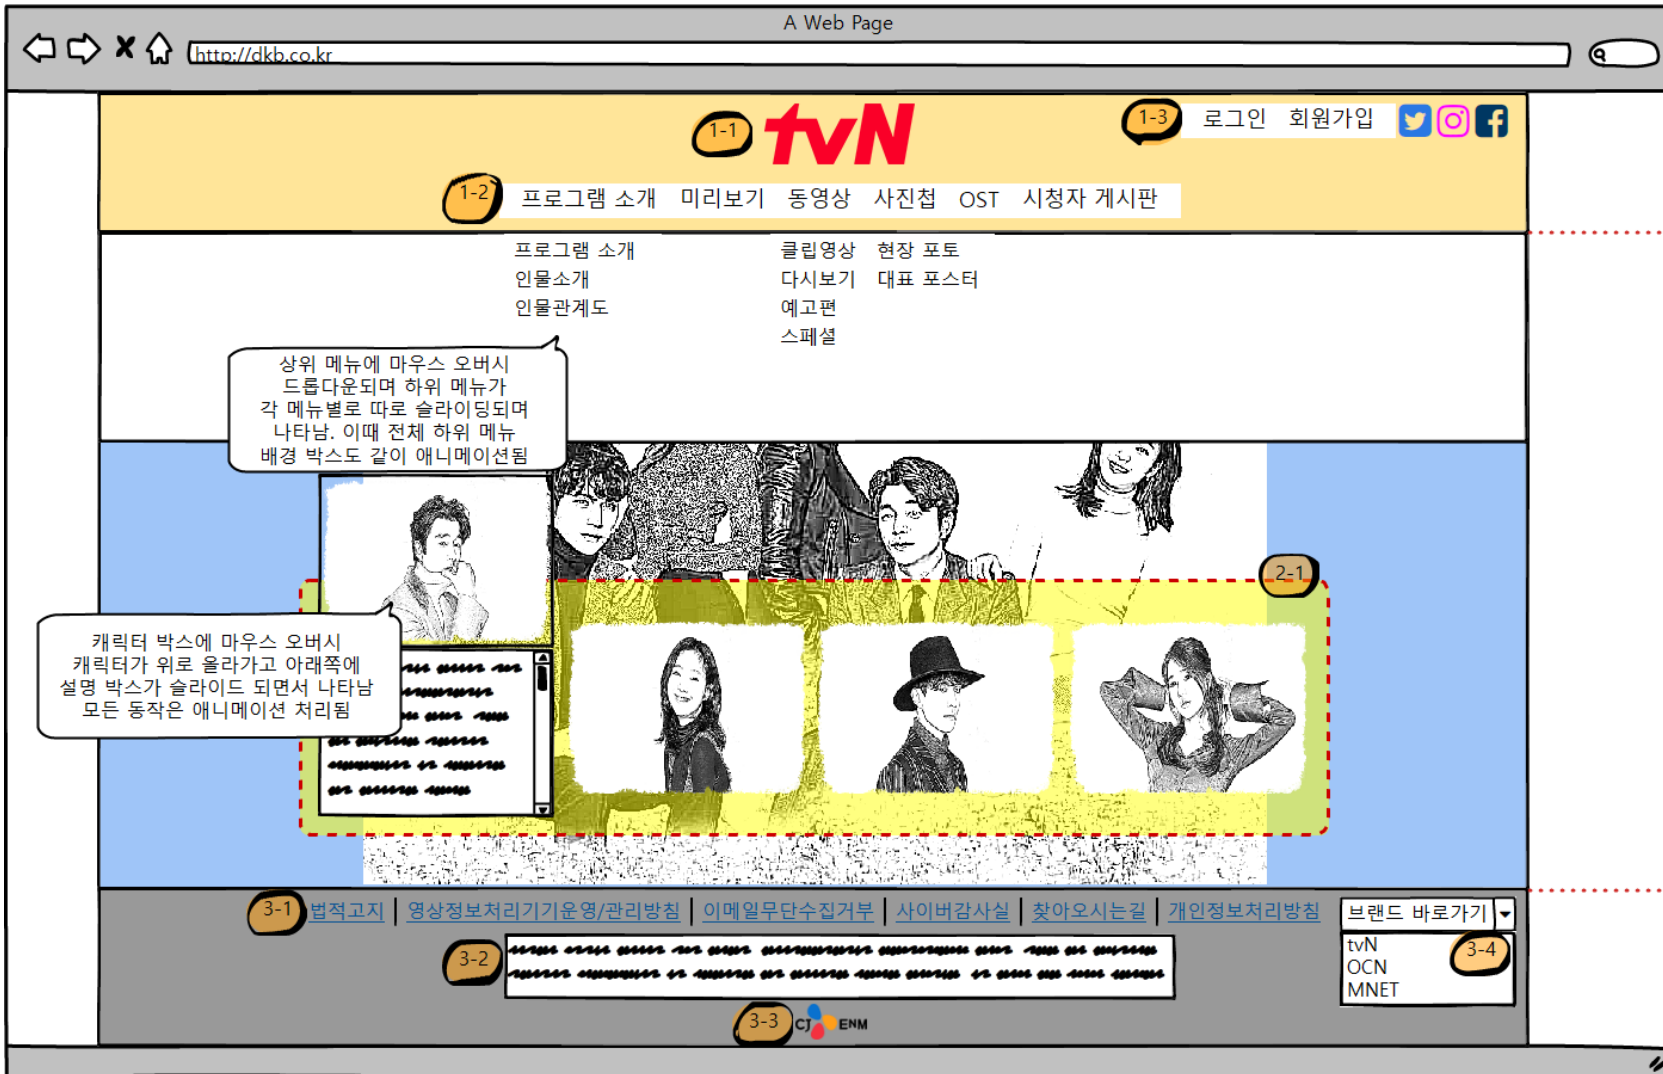 A Web Page
http://dkb.co.kr
1-1
tvN
1-3
로그인 회원가입
1-2
프로그램 소개 미리보기 동영상 사진첩 OST 시청자 게시판
프로그램 소개
인물소개
인물관계도
클립영상
다시보기
예고편
스페셜
현장 포토
대표 포스터
상위 메뉴에 마우스 오버시
드롭다운되며 하위 메뉴가
각 메뉴별로 따로 슬라이딩되며
나타남. 이때 전체 하위 메뉴
배경 박스도 같이 애니메이션됨
2-1
캐릭터 박스에 마우스 오버시
캐릭터가 위로 올라가고 아래쪽에
설명 박스가 슬라이드 되면서 나타남
모든 동작은 애니메이션 처리됨
3-1
법적고지 | 영상정보처리기기운영/관리방침 | 이메일무단수집거부 | 사이버감사실 | 찾아오시는길 | 개인정보처리방침
브랜드 바로가기
tvN
OCN
MNET
3-4
3-2
3-3
CJ ENM